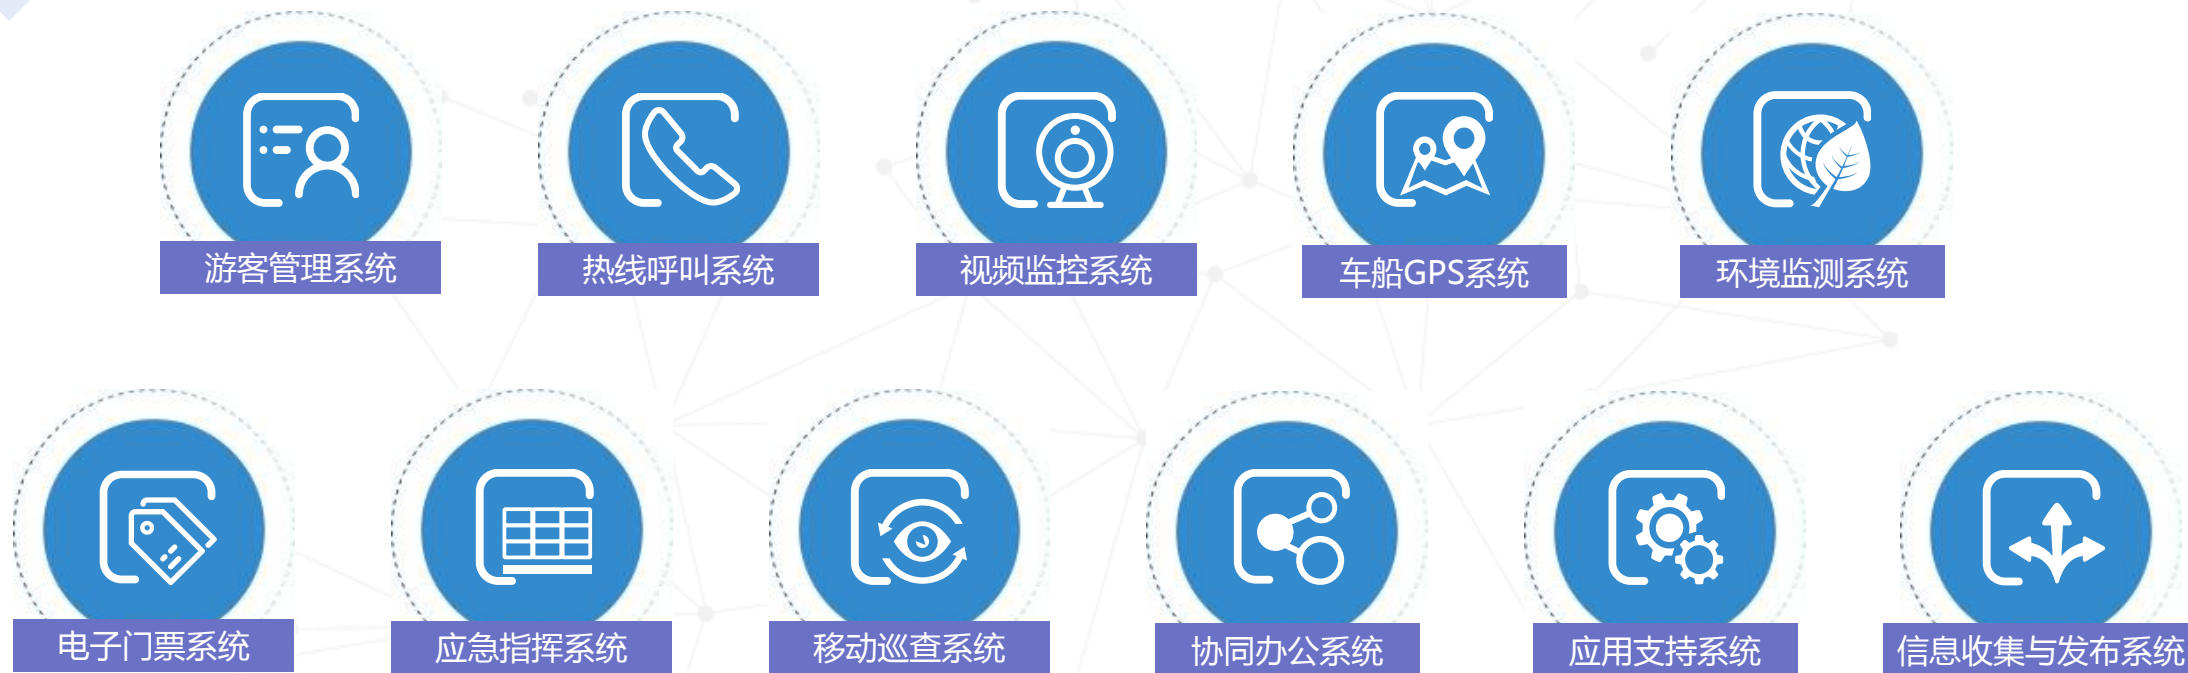 游客管理系统
热线呼叫系统
视频监控系统
车船GPS系统
环境监测系统
电子门票系统
应急指挥系统
移动巡查系统
协同办公系统
应用支持系统
信息收集与发布系统